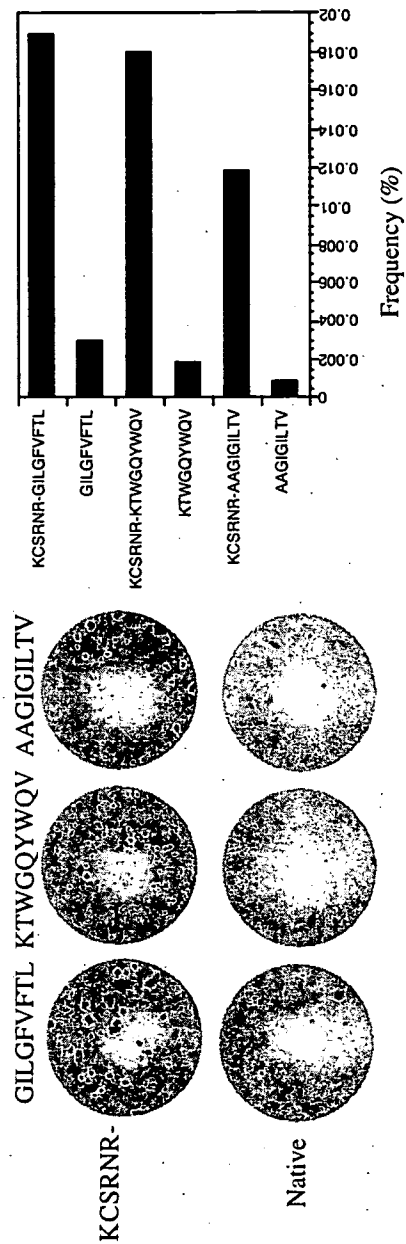 GILGFVFTL KTWGQYWQV AAGIGILTV
KCSRNR-
Native
KCSRNR-GILGFVFTL
GILGFVFTL
KCSRNR-KTWGQYWQV
KTWGQYWQV
KCSRNR-AAGIGILTV
AAGIGILTV
0
0.002
0.004
0.006
0.008
0.01
0.012
0.014
0.016
0.018
0.02
Frequency (%)